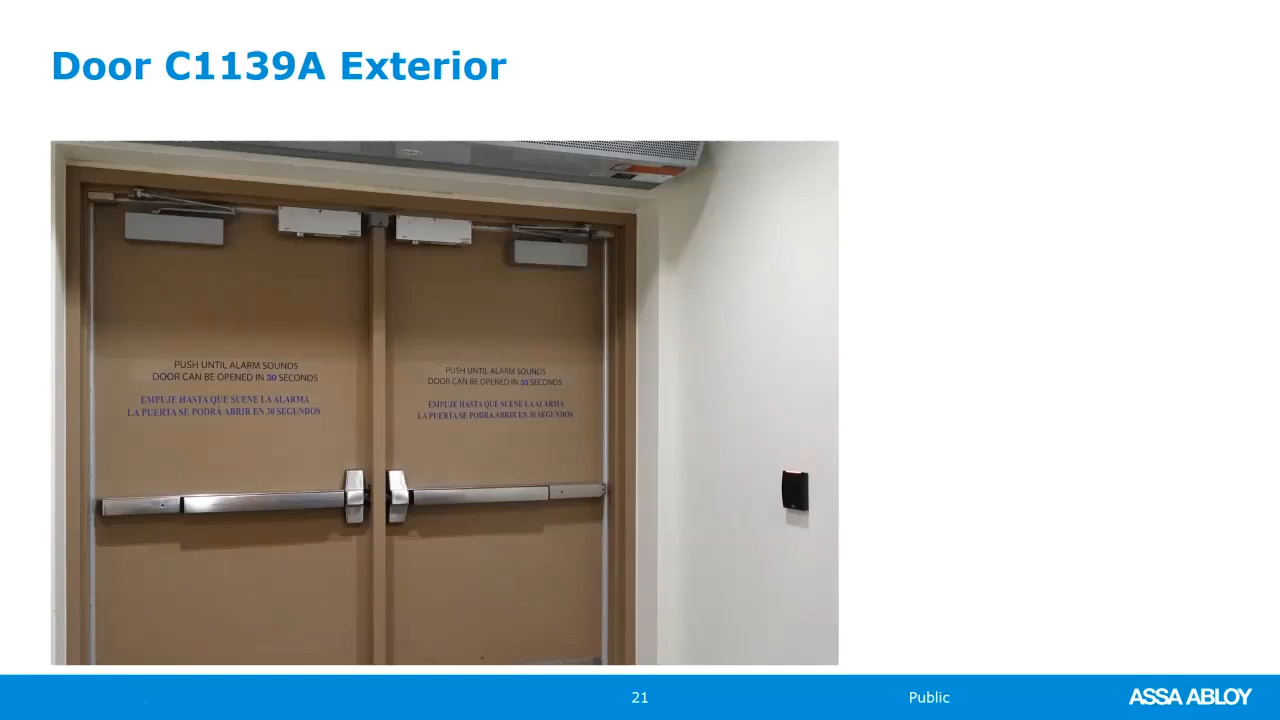 Door C1139A Exterior
PUSH UNTIL ALARM SOUNDS
DOOR CAN BE OPENED IN 30 SECONDS
EMPUJE HASTA QUE SUENE LA ALARMA
LA PUERTA SE PODRÁ ABRIR EN 30 SEGUNDOS
PUSH UNTIL ALARM SOUNDS
DOOR CAN BE OPENED IN 30 SECONDS
EMPUJE HASTA QUE SUENE LA ALARMA
LA PUERTA SE PODRÁ ABRIR EN 30 SEGUNDOS
21
Public
ASSA ABLOY